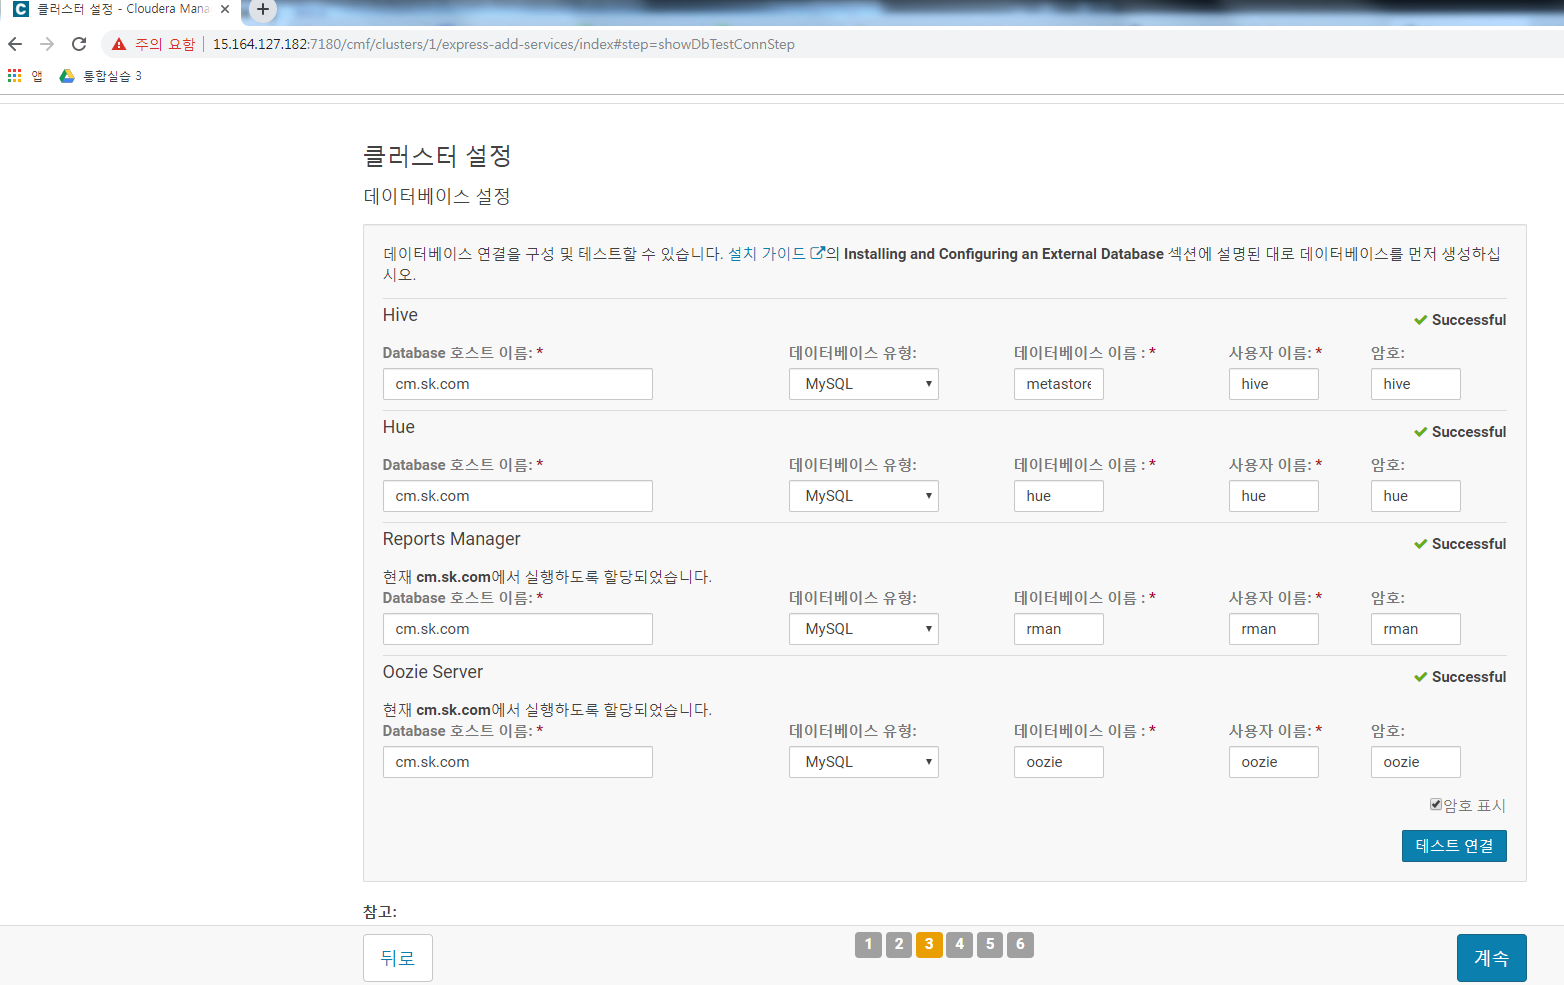 클러스터 설정 - Cloudera Mana
주의 요함 15.164.127.182:7180/cmf/clusters/1/express-add-services/index#step=showDbTestConnStep
앱 통합실습 3
클러스터 설정
데이터베이스 설정
데이터베이스 연결을 구성 및 테스트할 수 있습니다. 설치 가이드의 Installing and Configuring an External Database 섹션에 설명된 대로 데이터베이스를 먼저 생성하십
시오.
Hive Successful
Database 호스트 이름: * 데이터베이스 유형: 데이터베이스 이름 : * 사용자 이름: * 암호:
cm.sk.com MySQL metastore hive hive
Hue Successful
Database 호스트 이름: * 데이터베이스 유형: 데이터베이스 이름 : * 사용자 이름: * 암호:
cm.sk.com MySQL hue hue hue
Reports Manager Successful
현재 cm.sk.com에서 실행하도록 할당되었습니다.
Database 호스트 이름: * 데이터베이스 유형: 데이터베이스 이름 : * 사용자 이름: * 암호:
cm.sk.com MySQL rman rman rman
Oozie Server Successful
현재 cm.sk.com에서 실행하도록 할당되었습니다.
Database 호스트 이름: * 데이터베이스 유형: 데이터베이스 이름 : * 사용자 이름: * 암호:
cm.sk.com MySQL oozie oozie oozie
암호 표시
테스트 연결
참고:
뒤로 1 2 3 4 5 6 계속